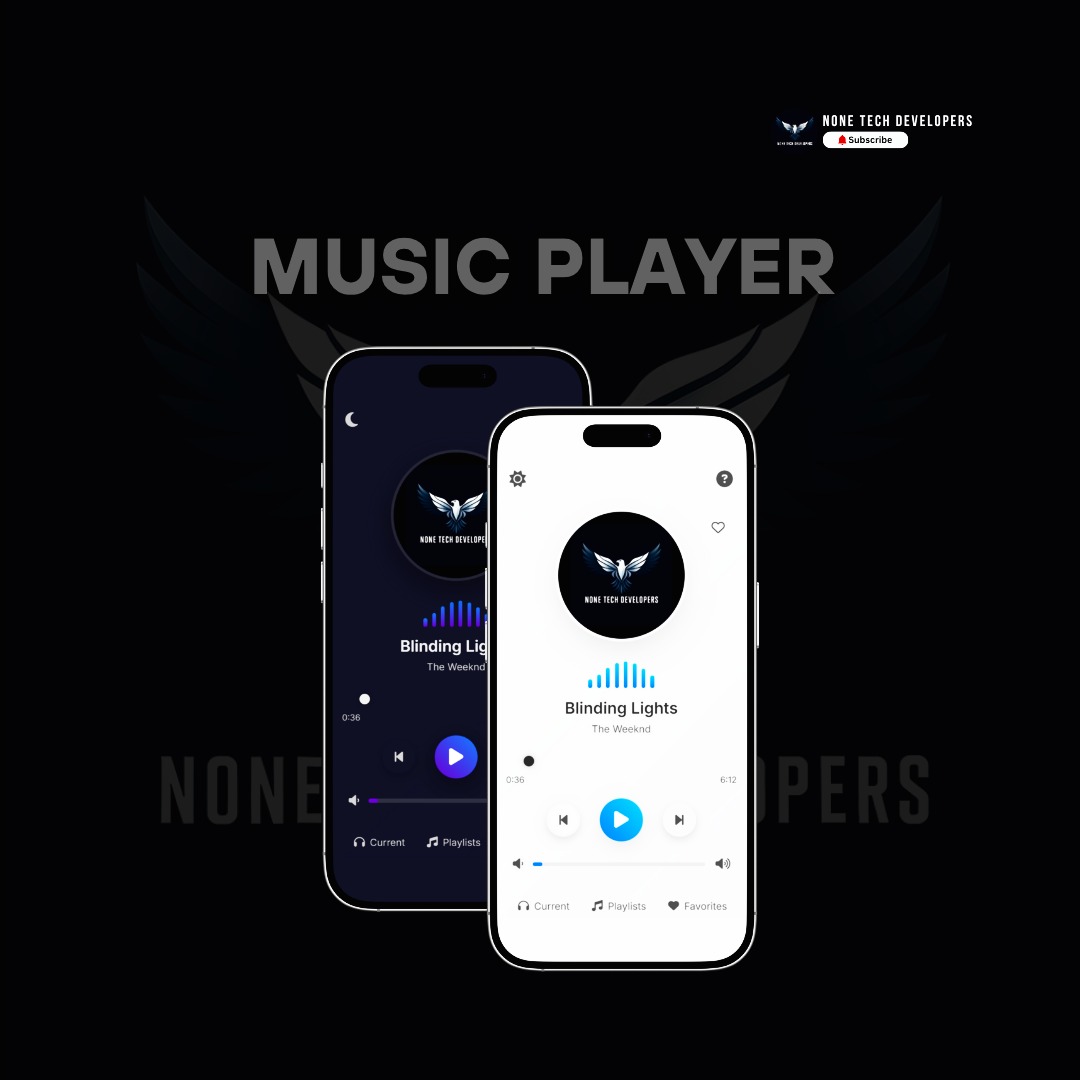 NONE TECH DEVELOPERS
Subscribe
MUSIC PLAYER
NONE TECH DEVELOPE
Blinding Lig
The Weeknd
0:36
Current
Playlists
?
NONE TECH DEVELOPERS
Blinding Lights
The Weeknd
0:36
6:12
Current
Playlists
Favorites
NONE
OPERS